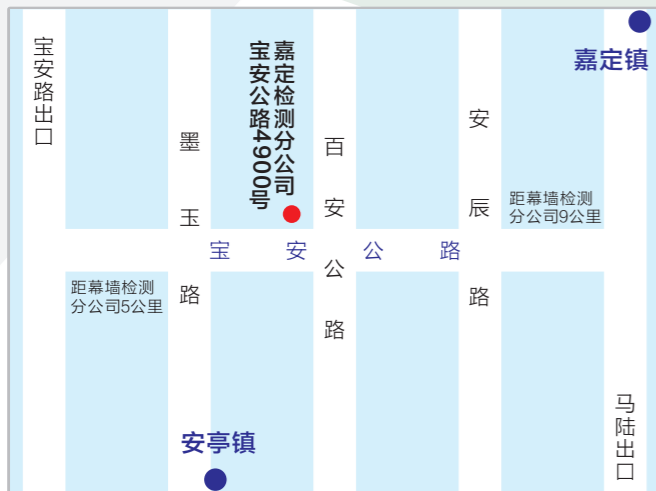 宝安路出口
墨玉路
嘉定检测分公司
宝安公路4900号
百安公路
安辰路
嘉定镇
距幕墙检测
分公司9公里
宝安公路
距幕墙检测
分公司5公里
安亭镇
马陆出口